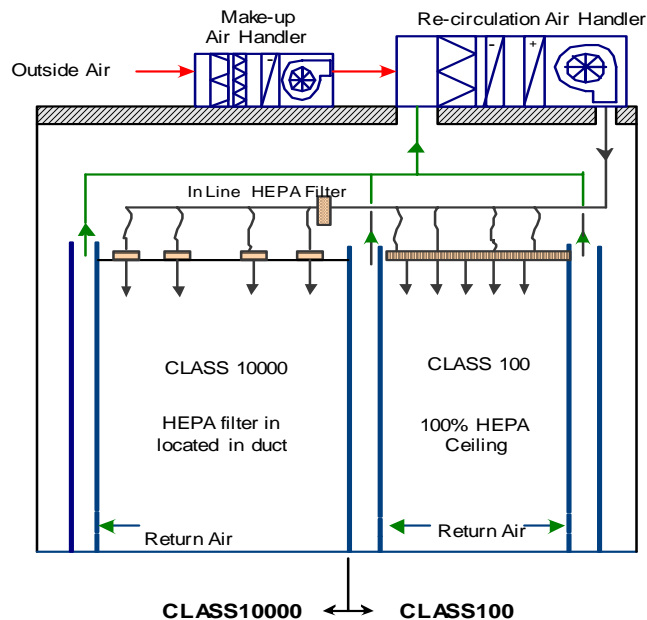 Make-up
Air Handler
Re-circulation Air Handler
Outside Air
-
-
+
In Line HEPA Filter
CLASS 10000
HEPA filter in
located in duct
CLASS 100
100% HEPA
Ceiling
Return Air
Return Air
CLASS10000
CLASS100